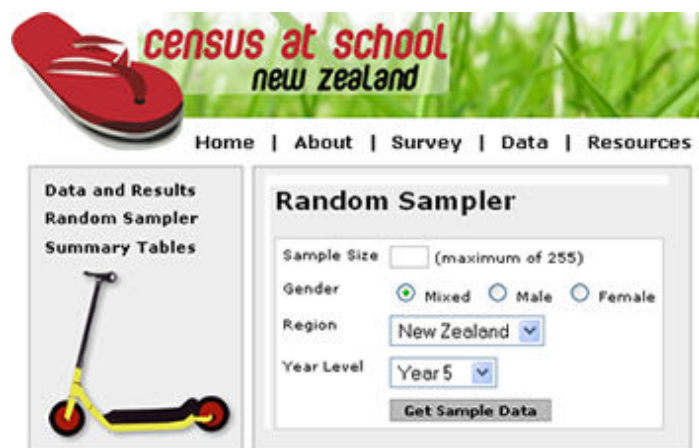 census at school
new zealand
Home | About | Survey | Data | Resources
Data and Results
Random Sampler
Summary Tables
Random Sampler
Sample Size (maximum of 255)
Gender Mixed Male Female
Region New Zealand
Year Level Year 5
Get Sample Data